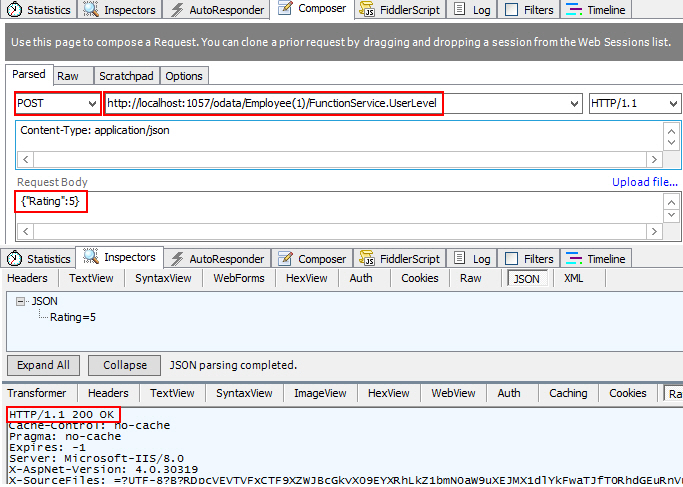 Statistics Inspectors AutoResponder Composer FiddlerScript Log Filters Timeline
Use this page to compose a Request. You can clone a prior request by dragging and dropping a session from the Web Sessions list.
Parsed Raw Scratchpad Options
POST http://localhost:1057/odata/Employee(1)/FunctionService.UserLevel HTTP/1.1
Content-Type: application/json
Request Body Upload file...
{"Rating":5}
Statistics Inspectors AutoResponder Composer FiddlerScript Log Filters Timeline
Headers TextView SyntaxView WebForms HexView Auth Cookies Raw JSON XML
JSON
Rating=5
Expand All Collapse JSON parsing completed.
Transformer Headers TextView SyntaxView ImageView HexView WebView Auth Caching Cookies Ra
HTTP/1.1 200 OK
Cache-Control: no-cache
Pragma: no-cache
Expires: -1
Server: Microsoft-IIS/8.0
X-AspNet-Version: 4.0.30319
X-SourceFiles: